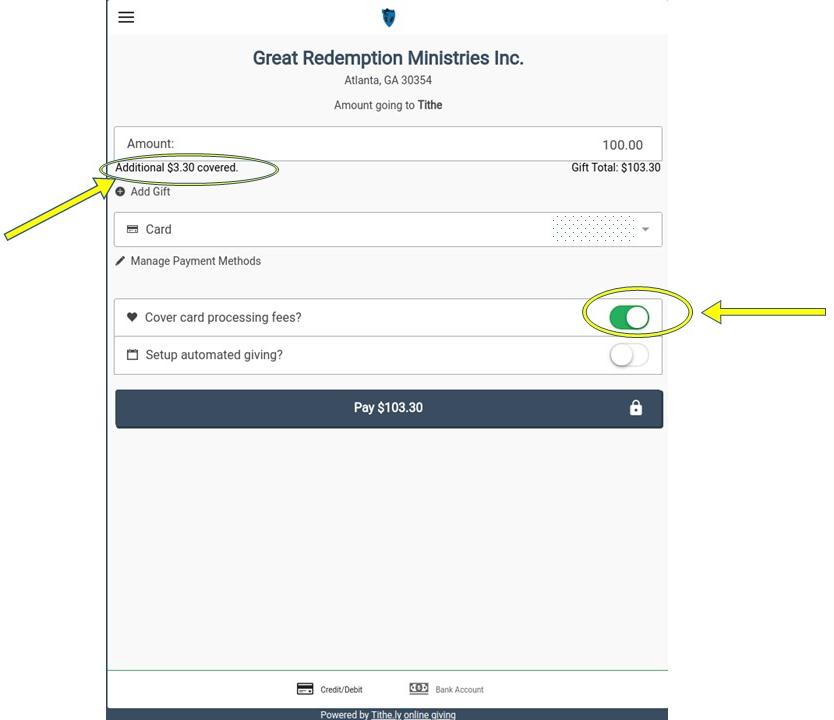 Great Redemption Ministries Inc.
Atlanta, GA 30354
Amount going to Tithe
Amount: 100.00
Additional $3.30 covered. Gift Total: $103.30
Add Gift
Card
Manage Payment Methods
Cover card processing fees?
Setup automated giving?
Pay $103.30
Credit/Debit Bank Account
Powered by Tithe.ly online giving